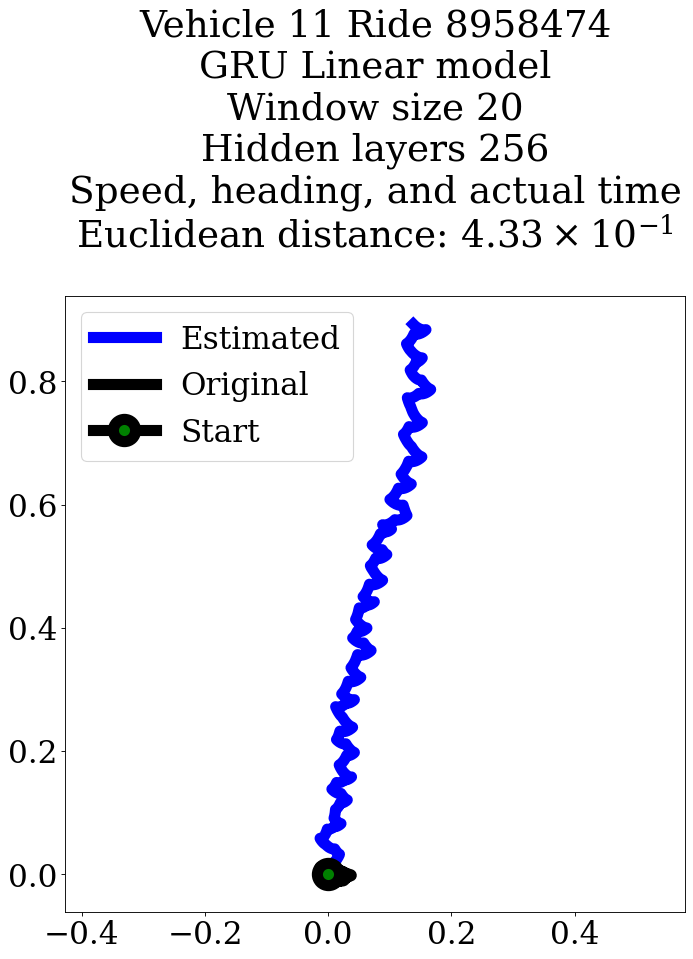 Vehicle 11 Ride 8958474
GRU Linear model
Window size 20
Hidden layers 256
Speed, heading, and actual time
Euclidean distance: 4.33 × 10⁻¹
Estimated
Original
Start
0.8
0.6
0.4
0.2
0.0
−0.4 −0.2 0.0 0.2 0.4